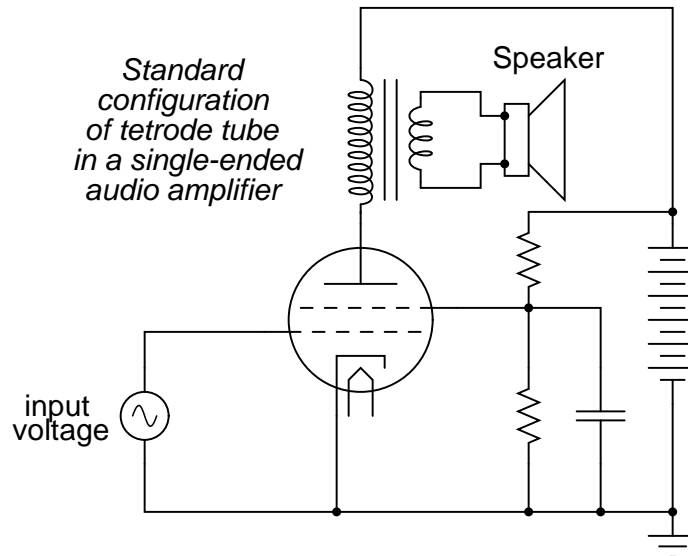 Standard
configuration
of tetrode tube
in a single-ended
audio amplifier
Speaker
input
voltage